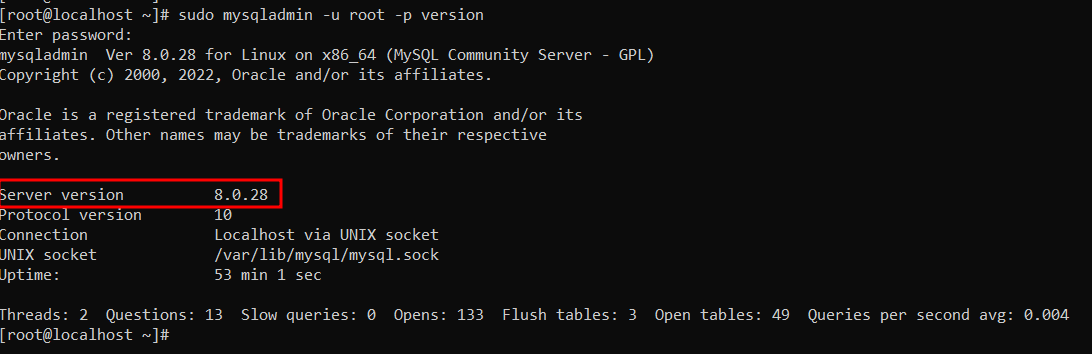 [root@localhost ~]# sudo mysqladmin -u root -p version
Enter password:
mysqladmin  Ver 8.0.28 for Linux on x86_64 (MySQL Community Server - GPL)
Copyright (c) 2000, 2022, Oracle and/or its affiliates.
Oracle is a registered trademark of Oracle Corporation and/or its
affiliates. Other names may be trademarks of their respective
owners.
Server version          8.0.28
Protocol version        10
Connection              Localhost via UNIX socket
UNIX socket             /var/lib/mysql/mysql.sock
Uptime:                 53 min 1 sec
Threads: 2  Questions: 13  Slow queries: 0  Opens: 133  Flush tables: 3  Open tables: 49  Queries per second avg: 0.004
[root@localhost ~]#